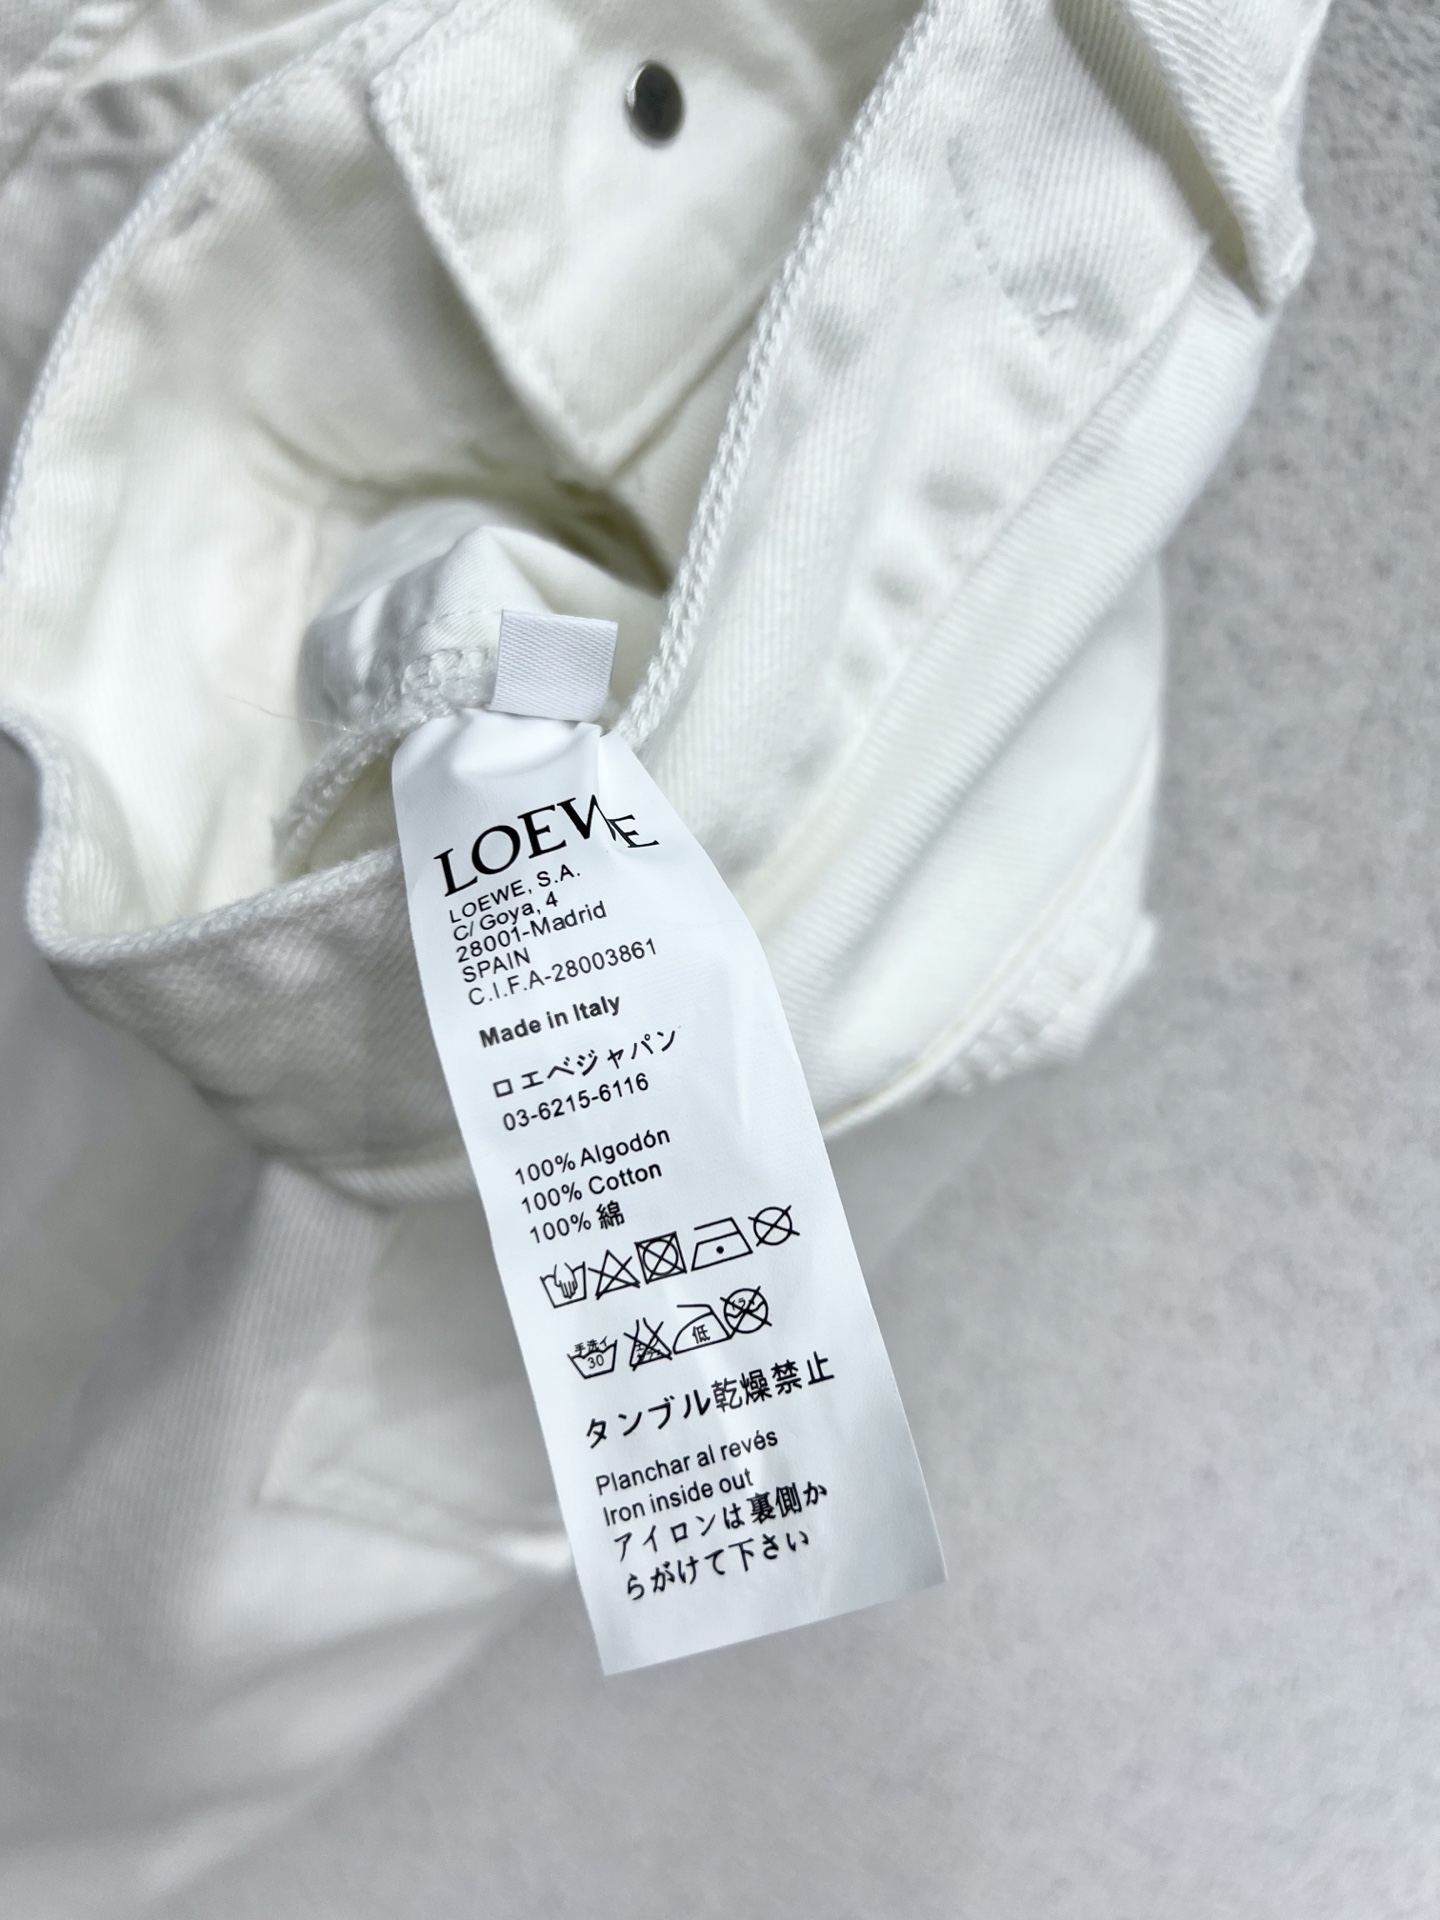 LOEWE
LOEWE, S.A.
C/ Goya, 4
28001-Madrid
SPAIN
C.I.F.A-28003861
Made in Italy
ロエベジャパン
03-6215-6116
100% Algodón
100% Cotton
100% 綿
手洗イ
30
低
タンブル乾燥禁止
Planchar al revés
Iron inside out
アイロンは裏側か
らがけて下さい